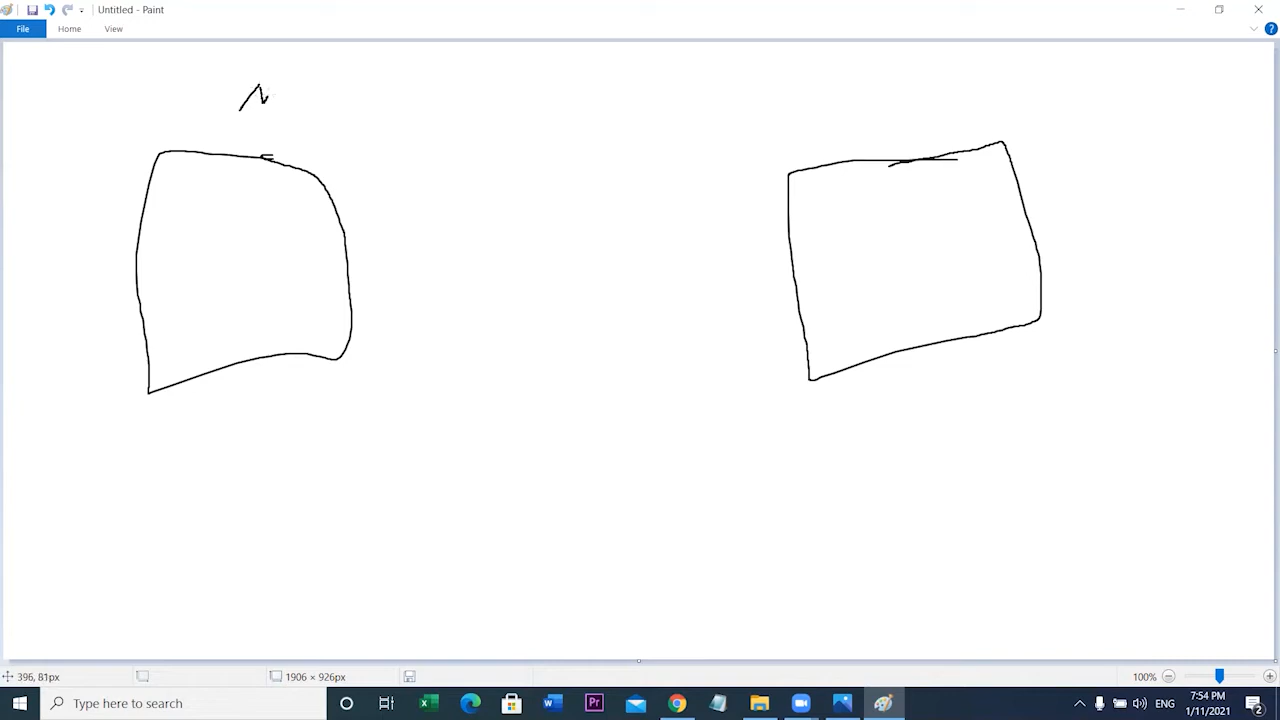 Untitled - Paint
File Home View
N
396, 81px 1906 × 926px 100%
Type here to search
ENG 7:54 PM
1/11/2021